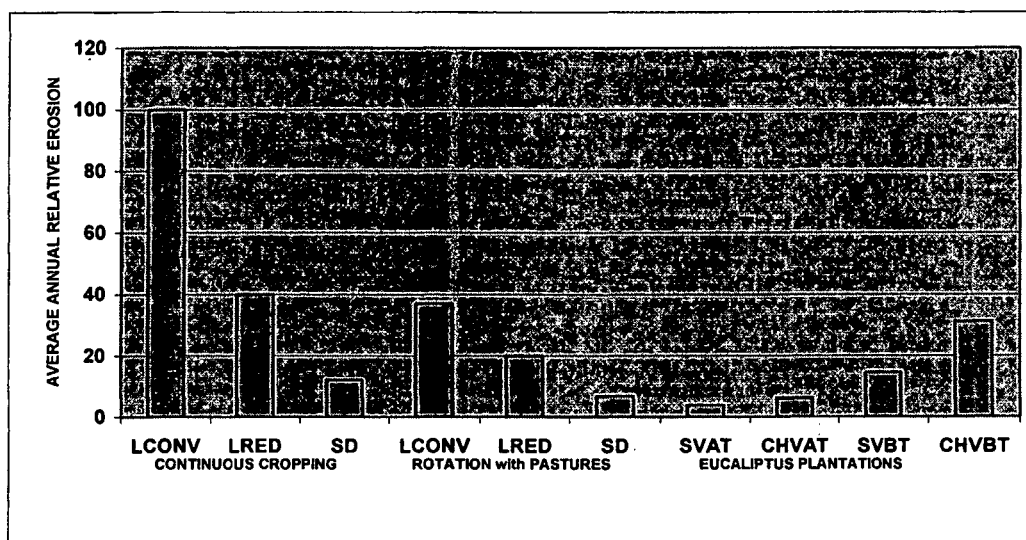 AVERAGE ANNUAL RELATIVE EROSION
120
100
80
60
40
20
0
LCONV LRED SD LCONV LRED SD SVAT CHVAT SVBT CHVBT
CONTINUOUS CROPPING ROTATION with PASTURES EUCALIPTUS PLANTATIONS